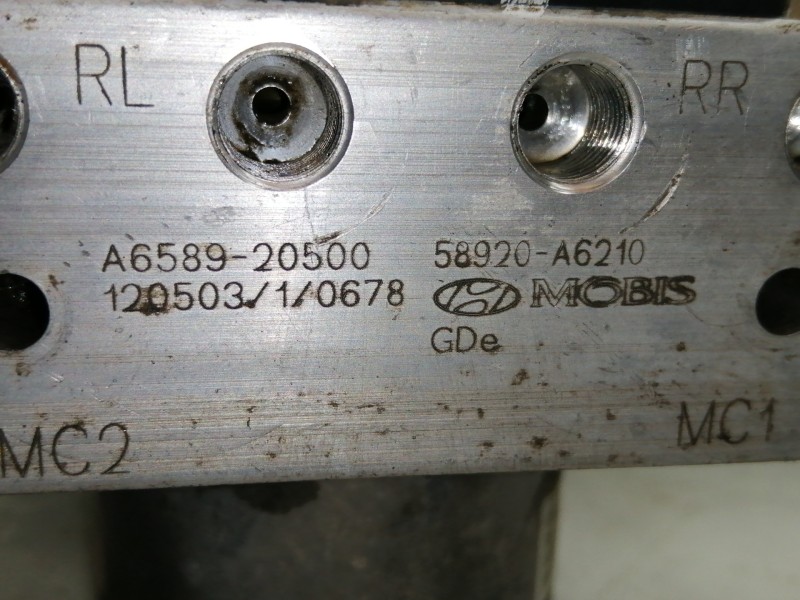 RL RR
A6589-20500 58920-A6210
120503/1/0678 MOBIS
GDe
MC2 MC1